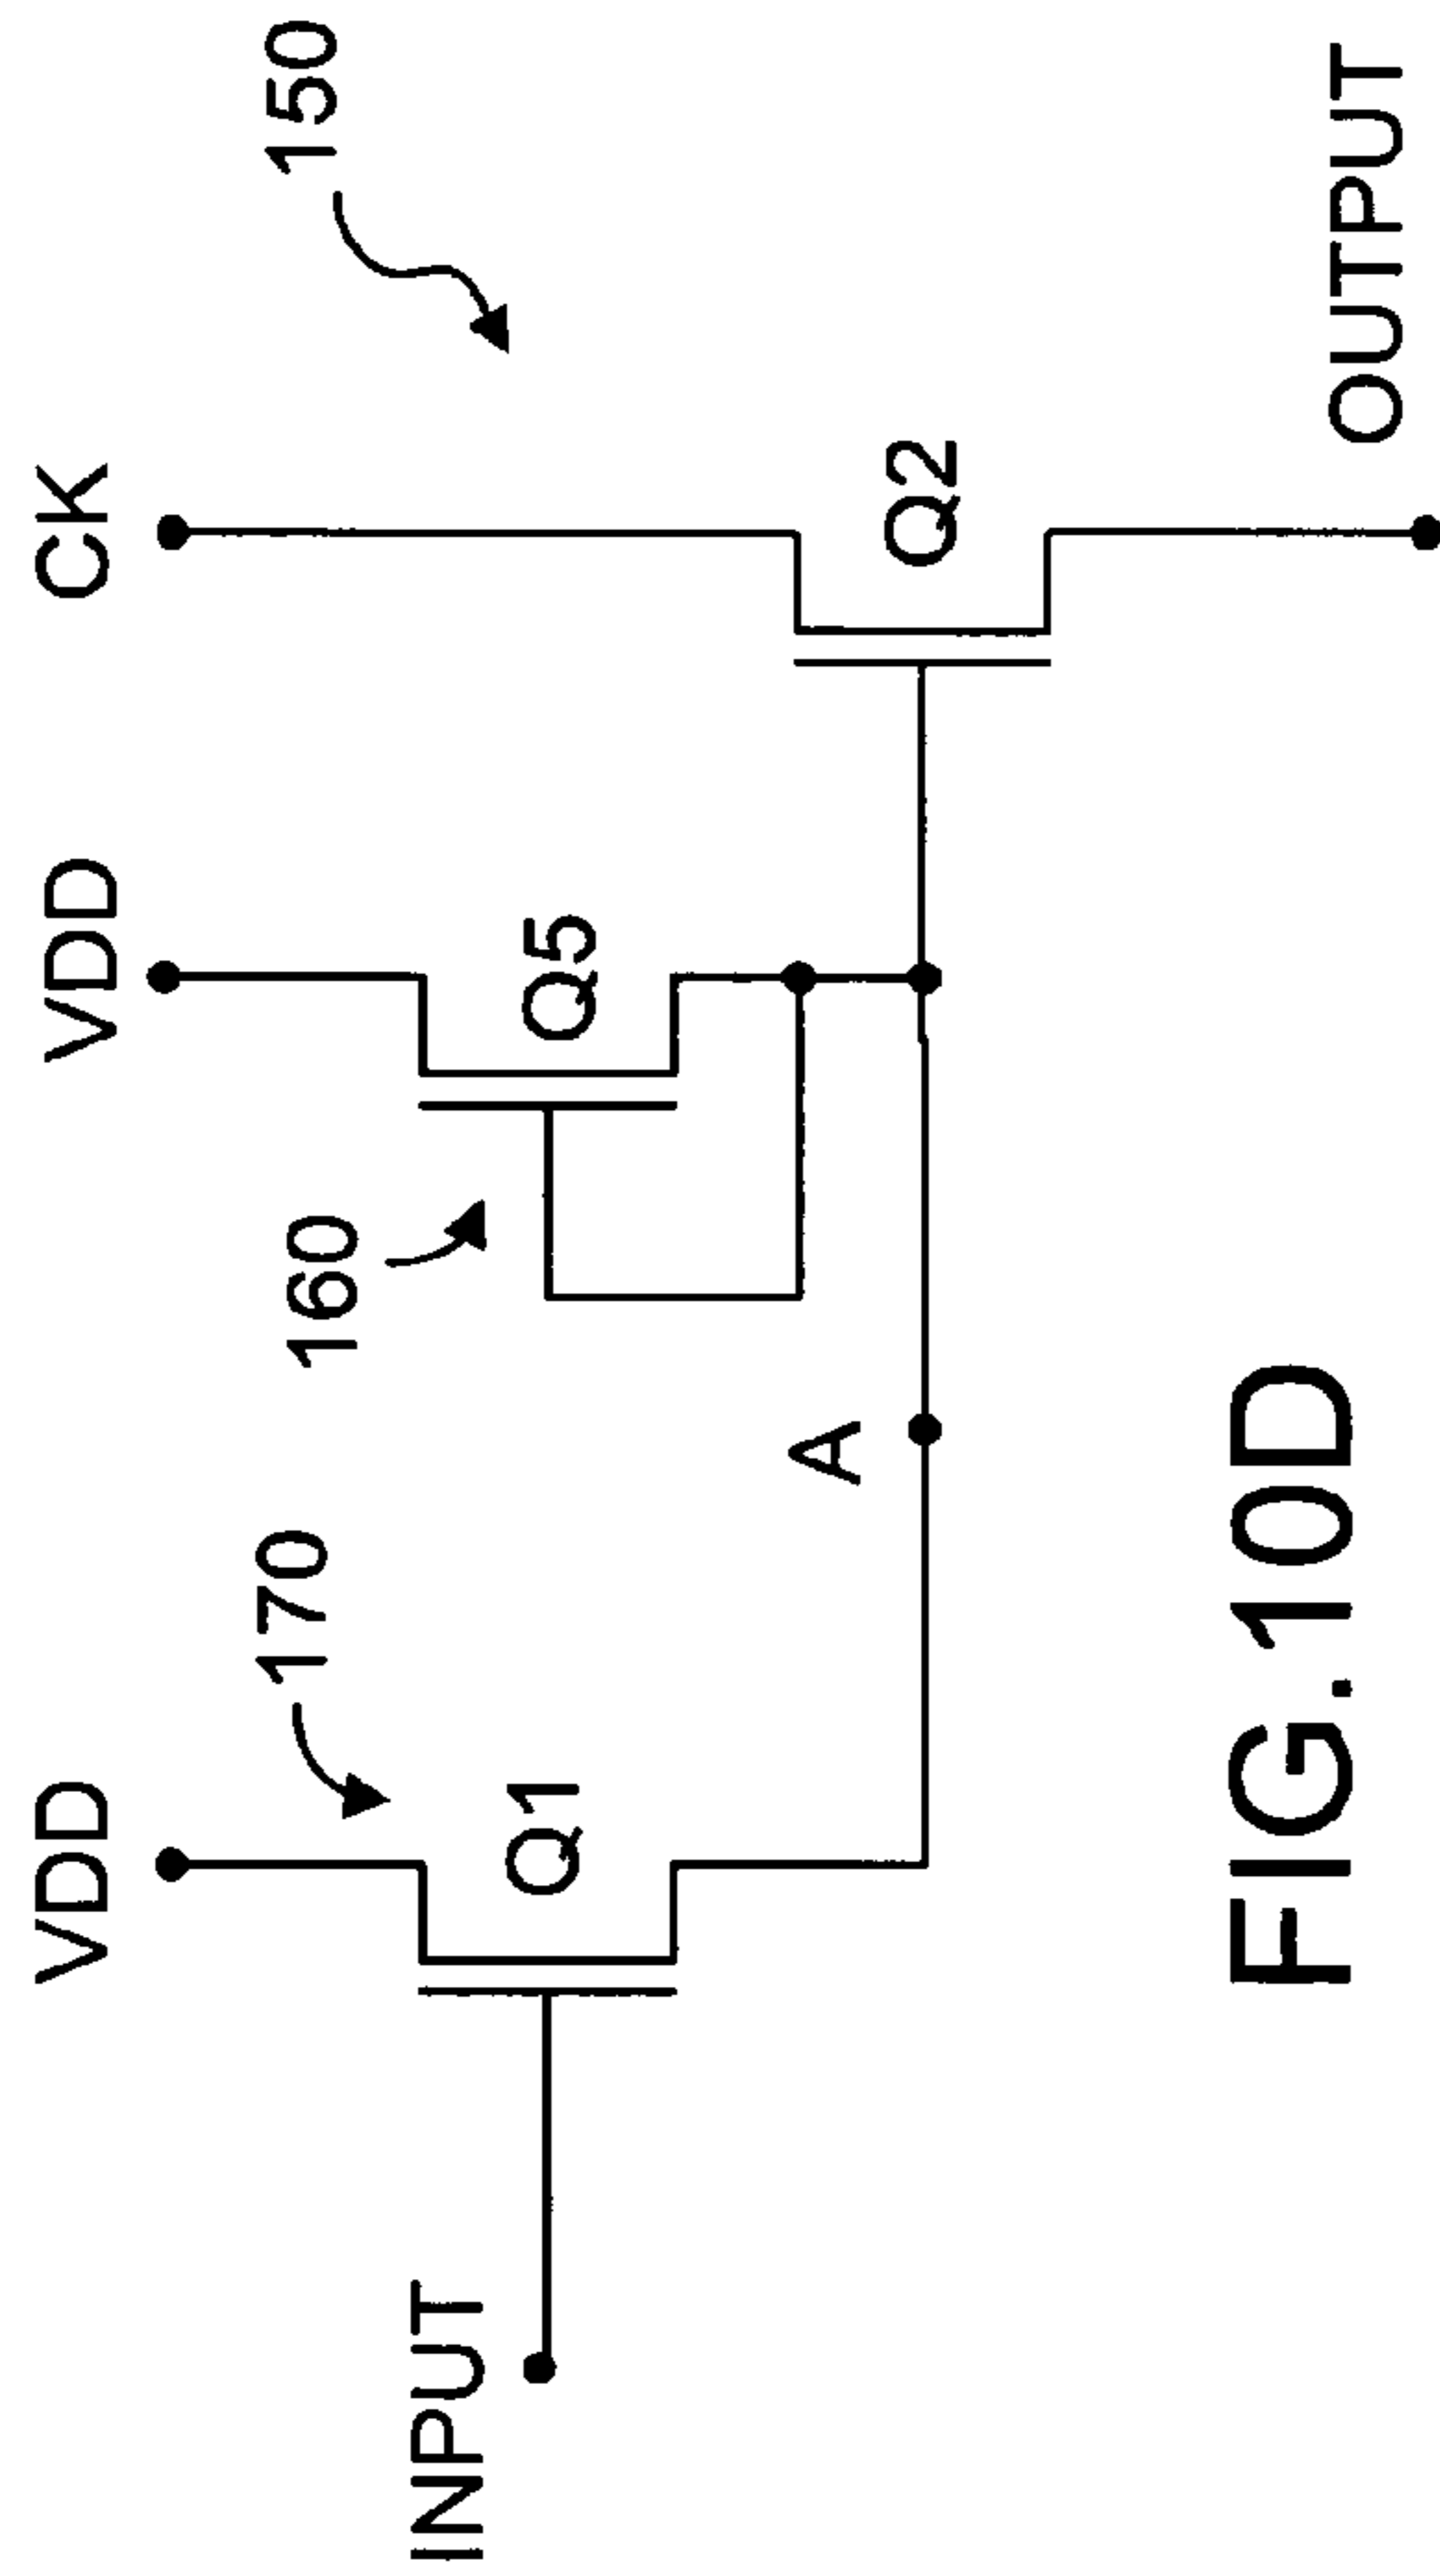 VDD
VDD
CK
150
170
160
INPUT
Q1
Q5
A
Q2
OUTPUT
FIG.10D